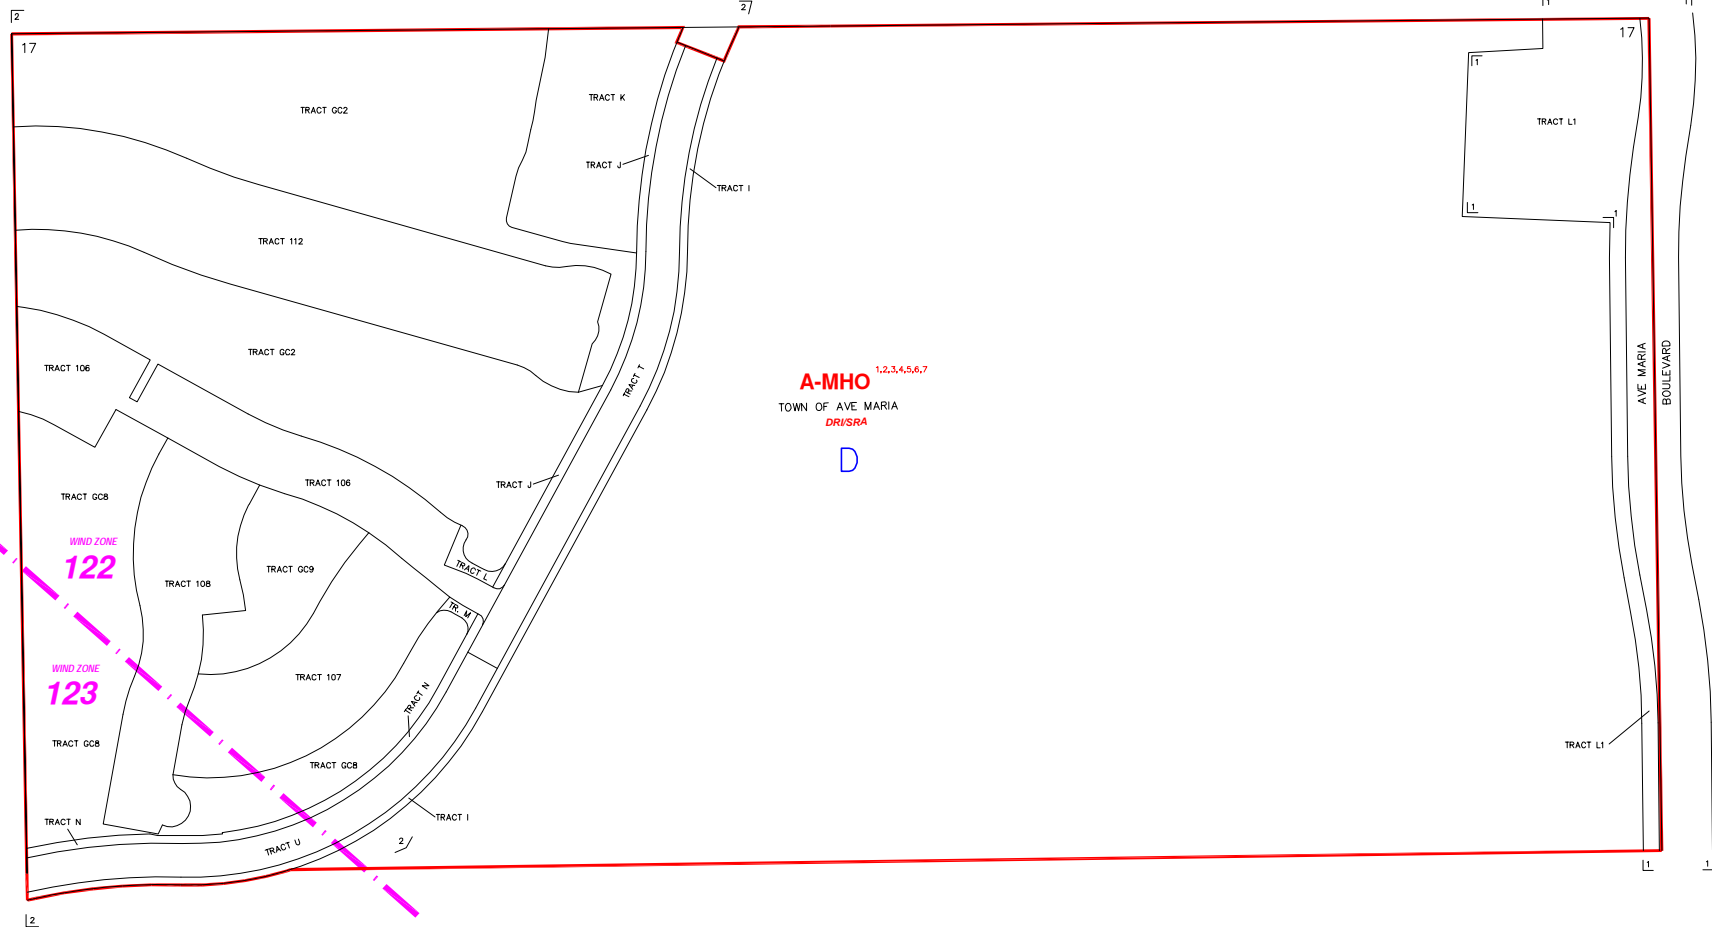 2
2
1
17
17
TRACT K
TRACT GC2
TRACT L1
1
TRACT J
TRACT I
1
1
TRACT 112
TRACT GC2
TRACT 106
TRACT T
A-MHO 1,2,3,4,5,6,7
TOWN OF AVE MARIA
DRI/SRA
D
AVE MARIA
BOULEVARD
TRACT 106
TRACT J
TRACT GC8
WIND ZONE
122
TRACT L
TRACT GC9
TRACT 108
TR. M
WIND ZONE
123
TRACT 107
TRACT N
TRACT GC8
TRACT GC8
TRACT L1
TRACT N
TRACT I
TRACT U
2
1
1
2